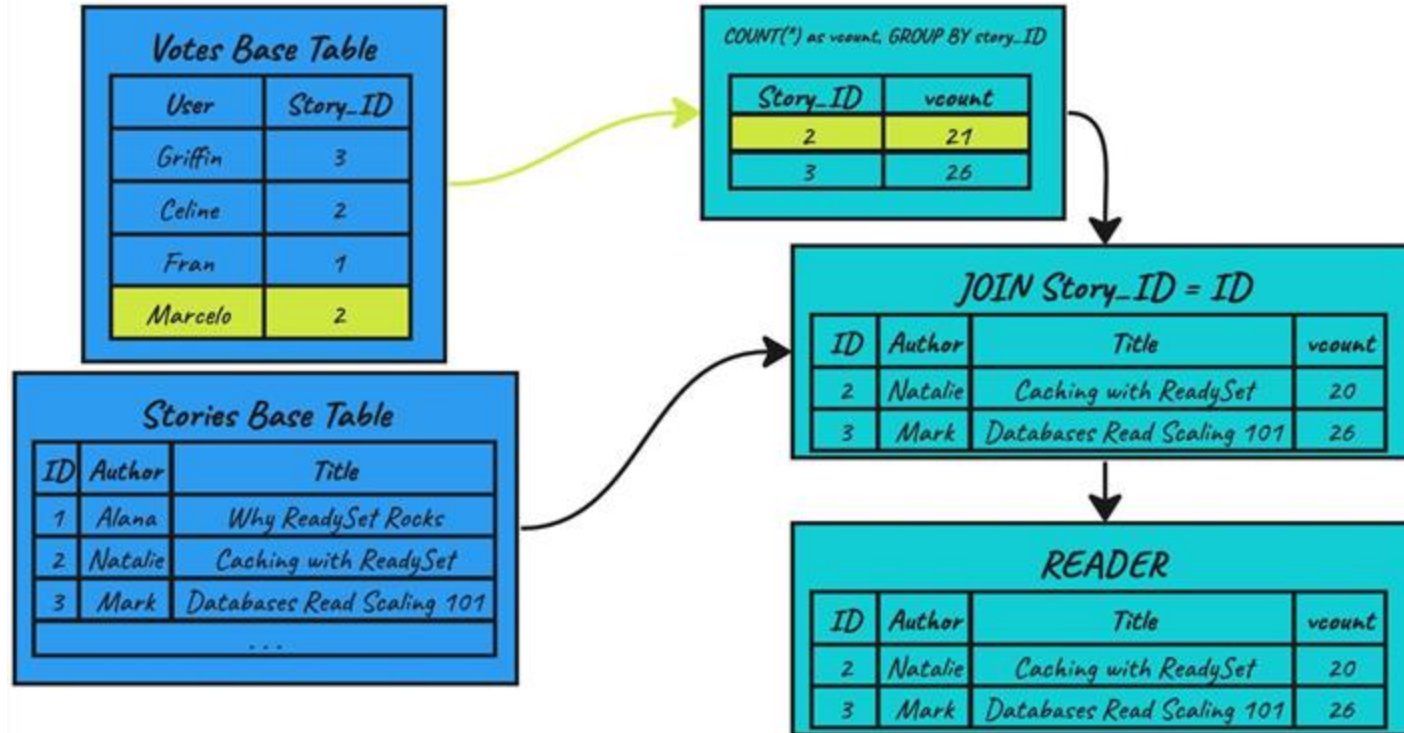 Votes Base Table
User Story_ID
Griffin 3
Celine 2
Fran 1
Marcelo 2
COUNT(*) as vcount, GROUP BY story_ID
Story_ID vcount
2 21
3 26
Stories Base Table
ID Author Title
1 Alana Why ReadySet Rocks
2 Natalie Caching with ReadySet
3 Mark Databases Read Scaling 101
...
JOIN Story_ID = ID
ID Author Title vcount
2 Natalie Caching with ReadySet 20
3 Mark Databases Read Scaling 101 26
READER
ID Author Title vcount
2 Natalie Caching with ReadySet 20
3 Mark Databases Read Scaling 101 26